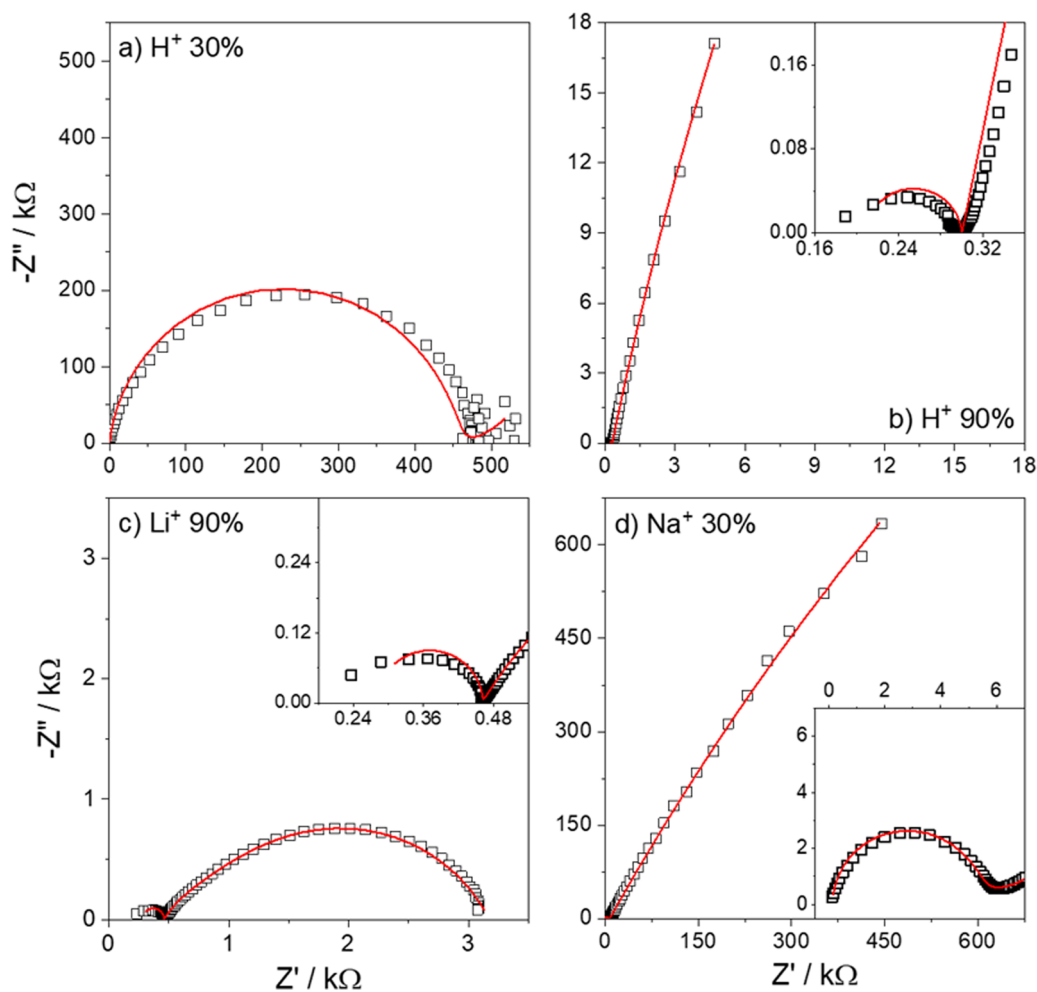 a) H⁺ 30%
500
400
300
200
100
0
0 100 200 300 400 500
-Z'' / kΩ
18
15
12
9
6
3
0
0 3 6 9 12 15 18
0.16
0.08
0.00
0.16 0.24 0.32
b) H⁺ 90%
c) Li⁺ 90%
3
2
1
0
0 1 2 3
-Z'' / kΩ
Z' / kΩ
0.24
0.12
0.00
0.24 0.36 0.48
d) Na⁺ 30%
600
450
300
150
0
0 150 300 450 600
Z' / kΩ
0 2 4 6
6
4
2
0